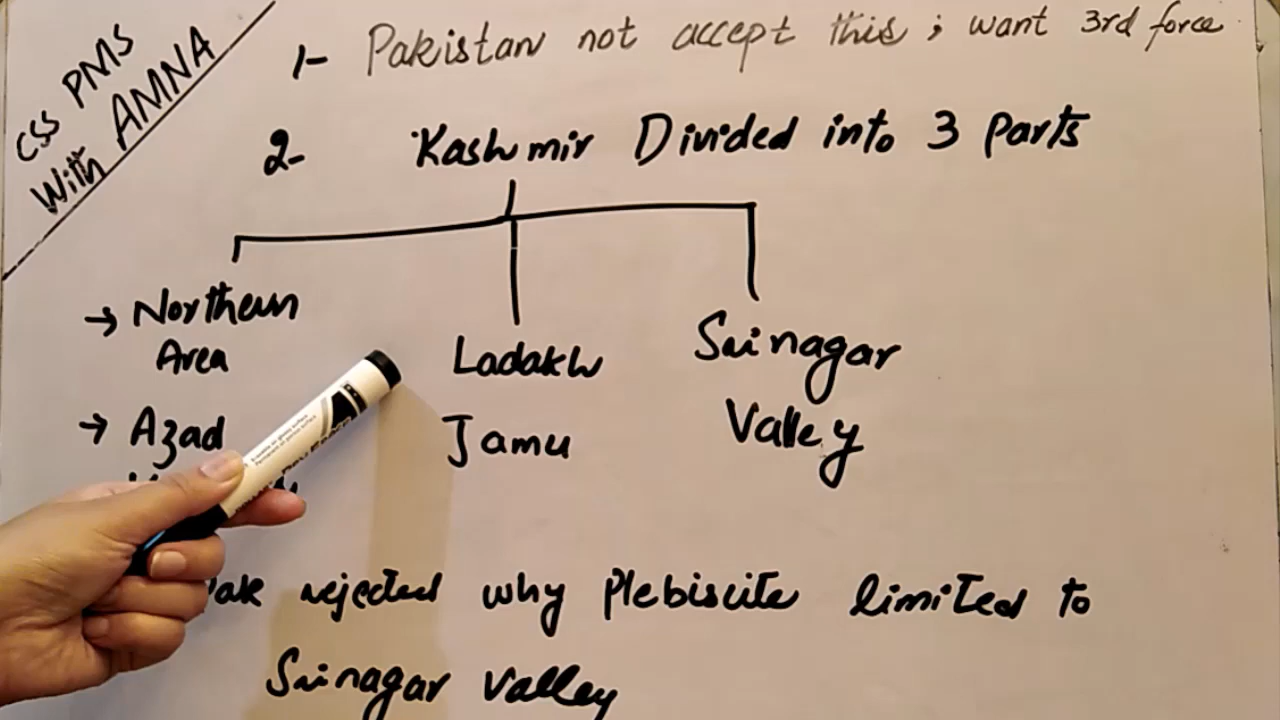 CSS PMS
With AMNA
1- Pakistan not accept this; want 3rd force
2- Kashmir Divided into 3 Parts
→ Northern
Area
→ Azad
Ladakh
Jamu
Srinagar
Valley
Pak rejected why Plebiscite limited to
Srinagar valley